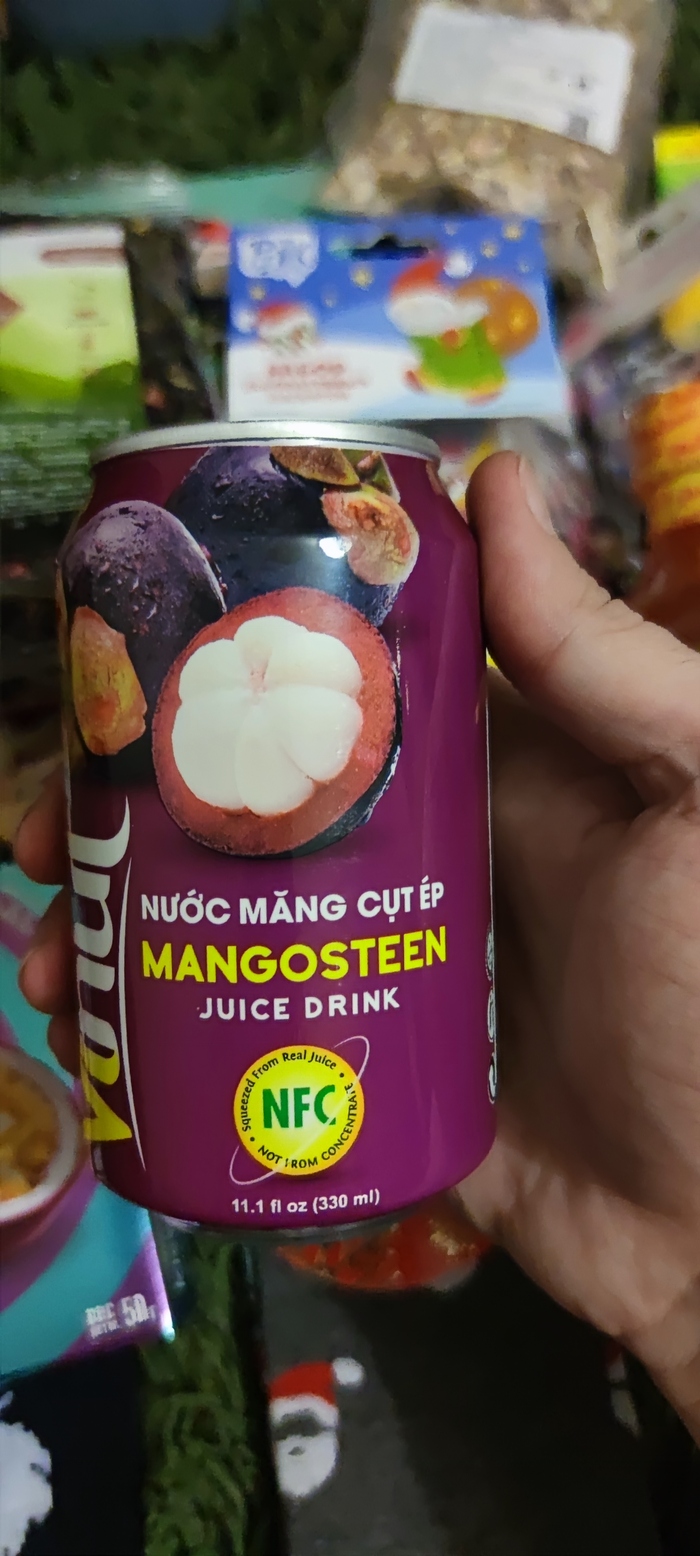 Vinut
NƯỚC MĂNG CỤT ÉP
MANGOSTEEN
JUICE DRINK
Squeezed From Real Juice
NFC
NOT FROM CONCENTRATE
11.1 fl oz (330 ml)